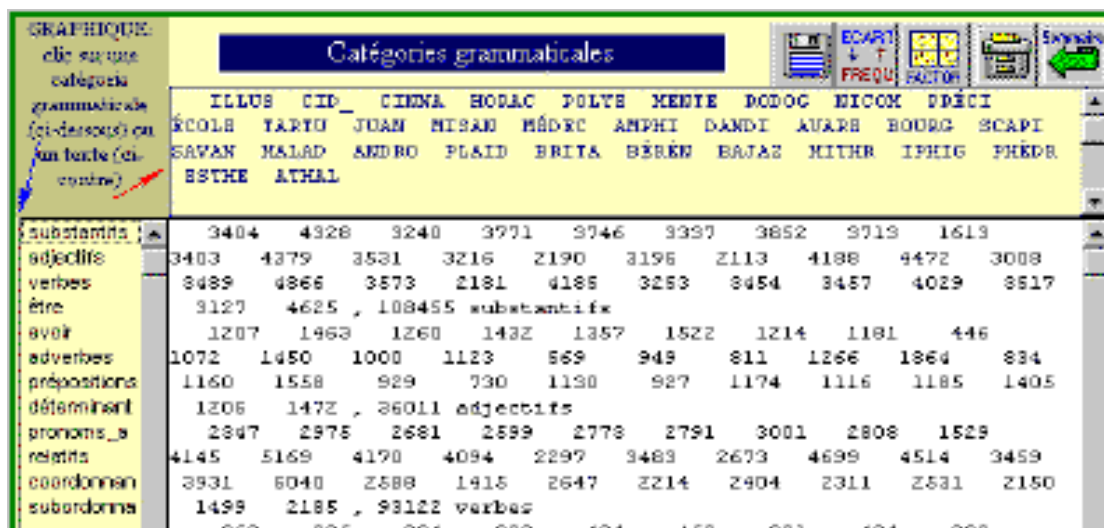 GRAPHIQUE:
clic sur une
catégorie
grammaticale
(ci-dessous) ou
un texte (ci-
contre)
Catégories grammaticales
ECART
FREQU
FACTOR
Sommaire
ILLUS CID_ CINNA HORAC POLYE MENTE RODOG NICOM PRÉCI
ÉCOLE TARTU JUAN MISAN MÉDEC AMPHI DANDI AVARE BOURG SCAPI
SAVAN MALAD ANDRO PLAID BRITA BÉRÉN BAJAZ MITHR IPHIG PHÈDR
ESTHE ATHAL
substantifs
adjectifs
verbes
être
avoir
adverbes
prépositions
déterminant
pronoms_a
relatifs
coordonnan
subordonna
3404 4328 3240 3771 3746 3337 3852 3713 1613
3403 4379 3531 3216 2190 3196 2113 4188 4472 3008
3489 4866 3573 2181 4185 3253 3454 3457 4029 3517
3127 4625 , 108455 substantifs
1207 1463 1260 1432 1357 1522 1214 1181 446
1072 1450 1000 1123 569 949 811 1266 1864 834
1160 1558 929 730 1130 927 1174 1116 1185 1405
1206 1472 , 36011 adjectifs
2847 2975 2681 2599 2773 2791 3001 2808 1529
4145 5169 4170 4094 2297 3483 2673 4699 4514 3459
3931 6040 2588 1415 2647 2214 2404 2311 2531 2150
1499 2185 , 93122 verbes